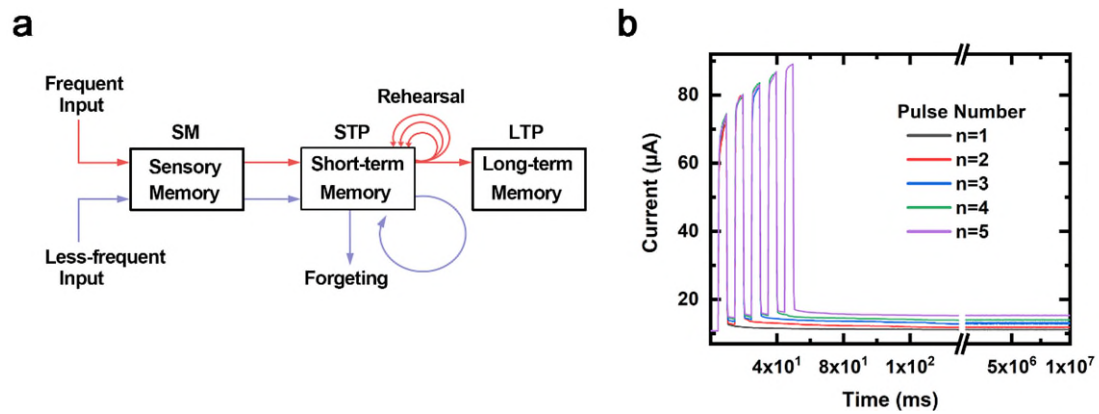 a
Frequent
Input
SM
Sensory
Memory
Less-frequent
Input
STP
Short-term
Memory
Forgeting
Rehearsal
LTP
Long-term
Memory
b
Current (μA)
80
60
40
20
Pulse Number
n=1
n=2
n=3
n=4
n=5
4x10¹ 8x10¹ 1x10² 5x10⁶ 1x10⁷
Time (ms)